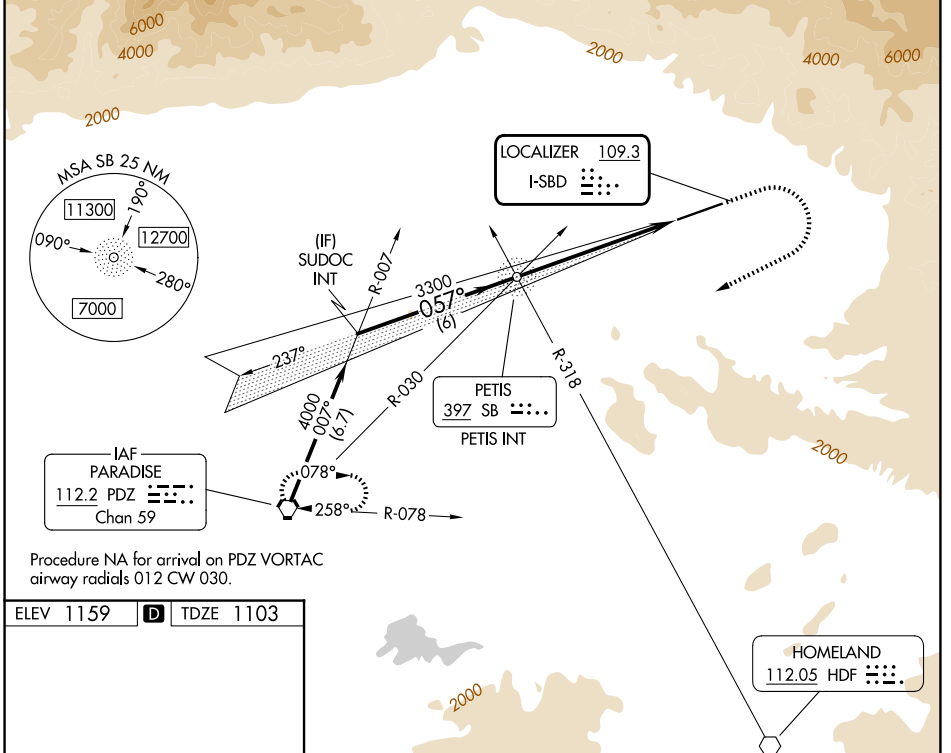 6000
4000
2000
2000
4000
6000
MSA SB 25 NM
11300
190°
090°
12700
280°
7000
LOCALIZER 109.3
I-SBD
(IF)
SUDOC
INT
R-007
3300
057°
(6)
237°
R-030
R-318
4000
007°
(6.7)
PETIS
397 SB
PETIS INT
2000
IAF
PARADISE
112.2 PDZ
Chan 59
078°
258°
R-078
Procedure NA for arrival on PDZ VORTAC
airway radials 012 CW 030.
ELEV 1159 D TDZE 1103
HOMELAND
112.05 HDF
2000